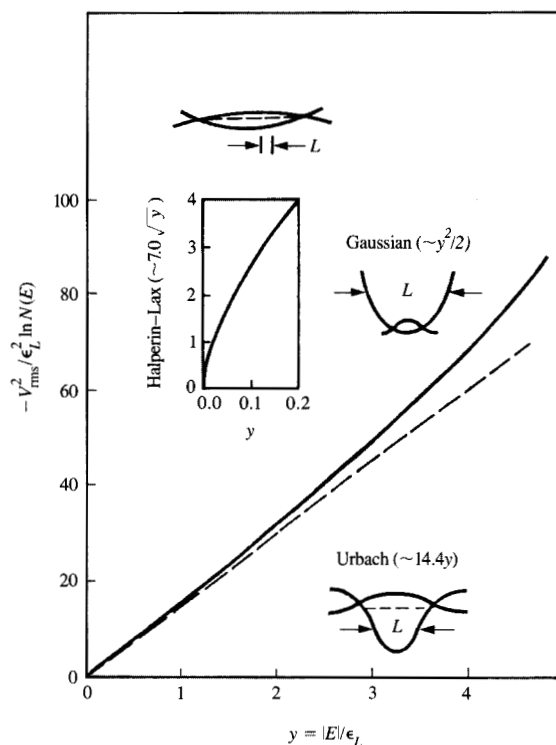 L
100
80
60
40
20
0
−V²rms/ϵ²L ln N(E)
4
3
2
1
0
Halperin–Lax (~7.0 √y)
0.0 0.1 0.2
y
Gaussian (~y²/2)
L
Urbach (~14.4y)
L
0 1 2 3 4
y = |E|/ϵL